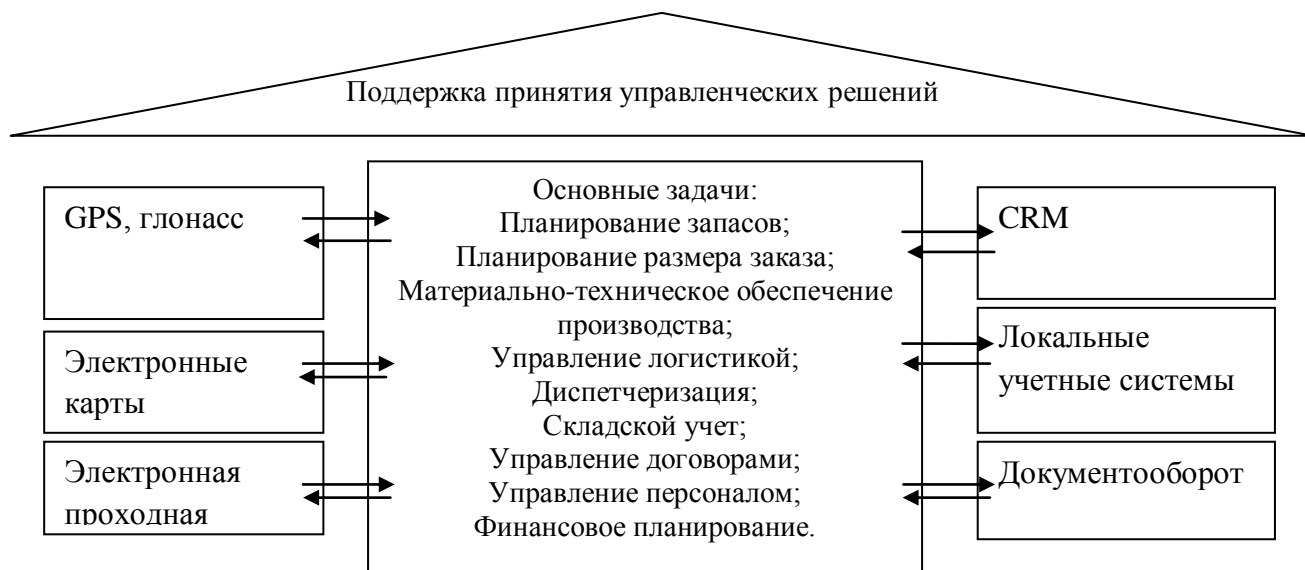 Поддержка принятия управленческих решений
GPS, глонасс
Электронные
карты
Электронная
проходная
Основные задачи:
Планирование запасов;
Планирование размера заказа;
Материально-техническое обеспечение
производства;
Управление логистикой;
Диспетчеризация;
Складской учет;
Управление договорами;
Управление персоналом;
Финансовое планирование.
CRM
Локальные
учетные системы
Документооборот